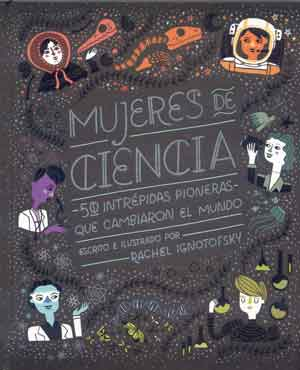 MUJERES DE
CIENCIA
50 INTRÉPIDAS PIONERAS
QUE CAMBIARON EL MUNDO
ESCRITO E ILUSTRADO POR
RACHEL IGNOTOFSKY